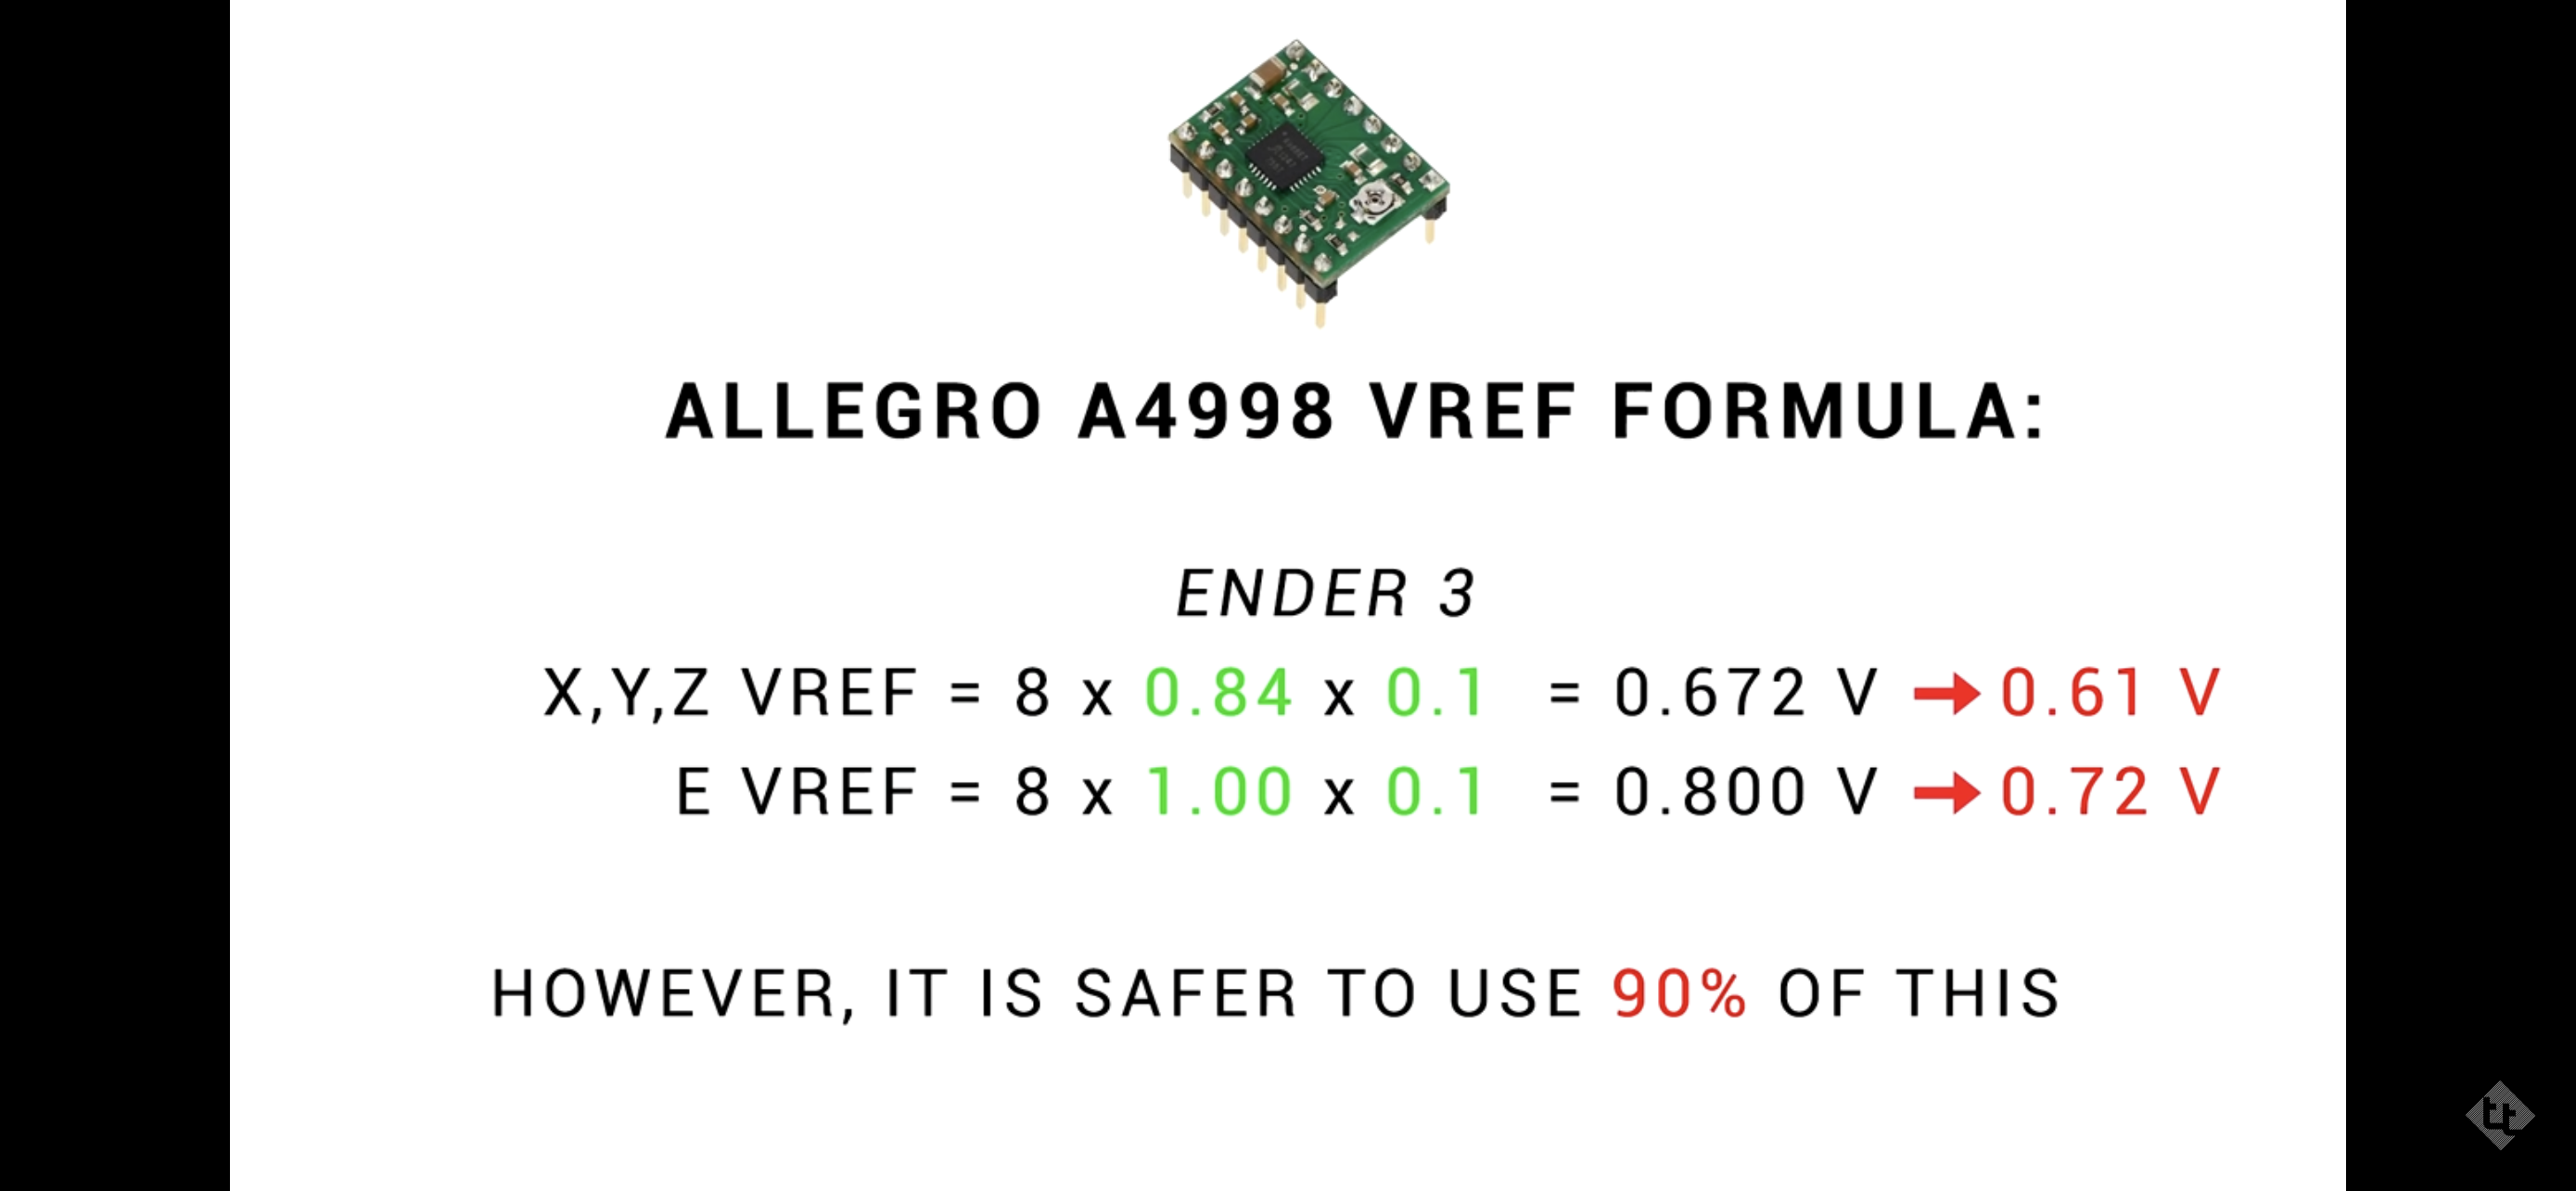 ALLEGRO A4998 VREF FORMULA:
ENDER 3
X,Y,Z VREF = 8 x 0.84 x 0.1 = 0.672 V → 0.61 V
E VREF = 8 x 1.00 x 0.1 = 0.800 V → 0.72 V
HOWEVER, IT IS SAFER TO USE 90% OF THIS
tt